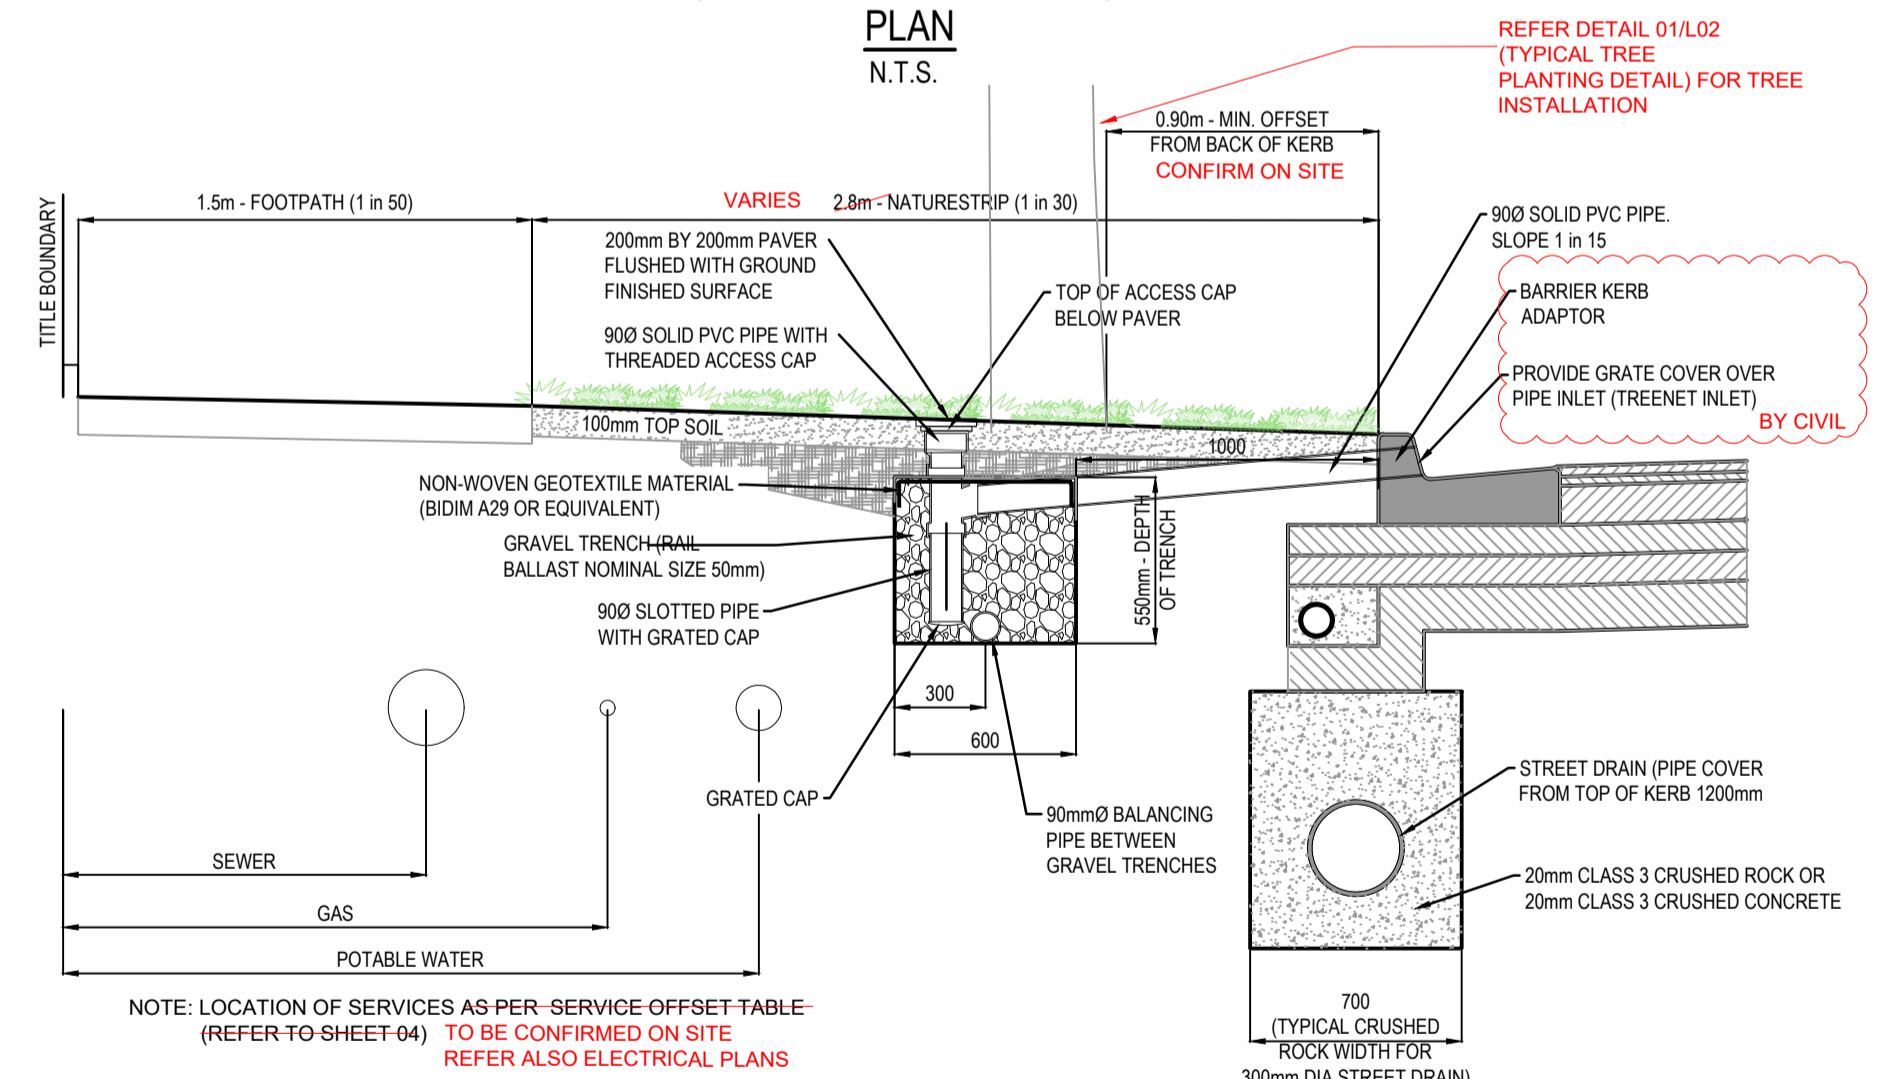 PLAN
N.T.S.
REFER DETAIL 01/L02
(TYPICAL TREE
PLANTING DETAIL) FOR TREE
INSTALLATION
0.90m - MIN. OFFSET
FROM BACK OF KERB
CONFIRM ON SITE
TITLE BOUNDARY
1.5m - FOOTPATH (1 in 50)
VARIES
2.8m - NATURESTRIP (1 in 30)
90Ø SOLID PVC PIPE.
SLOPE 1 in 15
200mm BY 200mm PAVER
FLUSHED WITH GROUND
FINISHED SURFACE
TOP OF ACCESS CAP
BELOW PAVER
BARRIER KERB
ADAPTOR
90Ø SOLID PVC PIPE WITH
THREADED ACCESS CAP
PROVIDE GRATE COVER OVER
PIPE INLET (TREENET INLET)
BY CIVIL
100mm TOP SOIL
1000
NON-WOVEN GEOTEXTILE MATERIAL
(BIDIM A29 OR EQUIVALENT)
GRAVEL TRENCH (RAIL
BALLAST NOMINAL SIZE 50mm)
550mm - DEPTH
OF TRENCH
90Ø SLOTTED PIPE
WITH GRATED CAP
300
600
GRATED CAP
90mmØ BALANCING
PIPE BETWEEN
GRAVEL TRENCHES
STREET DRAIN (PIPE COVER
FROM TOP OF KERB 1200mm
20mm CLASS 3 CRUSHED ROCK OR
20mm CLASS 3 CRUSHED CONCRETE
SEWER
GAS
POTABLE WATER
NOTE: LOCATION OF SERVICES AS PER SERVICE OFFSET TABLE
(REFER TO SHEET 04) TO BE CONFIRMED ON SITE
REFER ALSO ELECTRICAL PLANS
700
(TYPICAL CRUSHED
ROCK WIDTH FOR
300mm DIA STREET DRAIN)